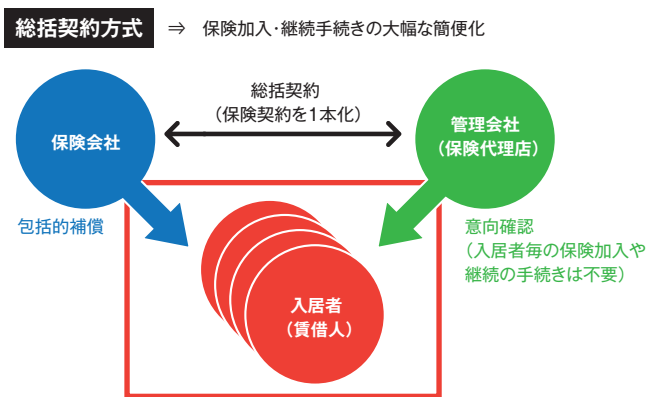 総括契約方式 ⇒ 保険加入・継続手続きの大幅な簡便化
総括契約
（保険契約を1本化）
保険会社
管理会社
（保険代理店）
包括的補償
意向確認
（入居者毎の保険加入や
継続の手続きは不要）
入居者
（賃借人）